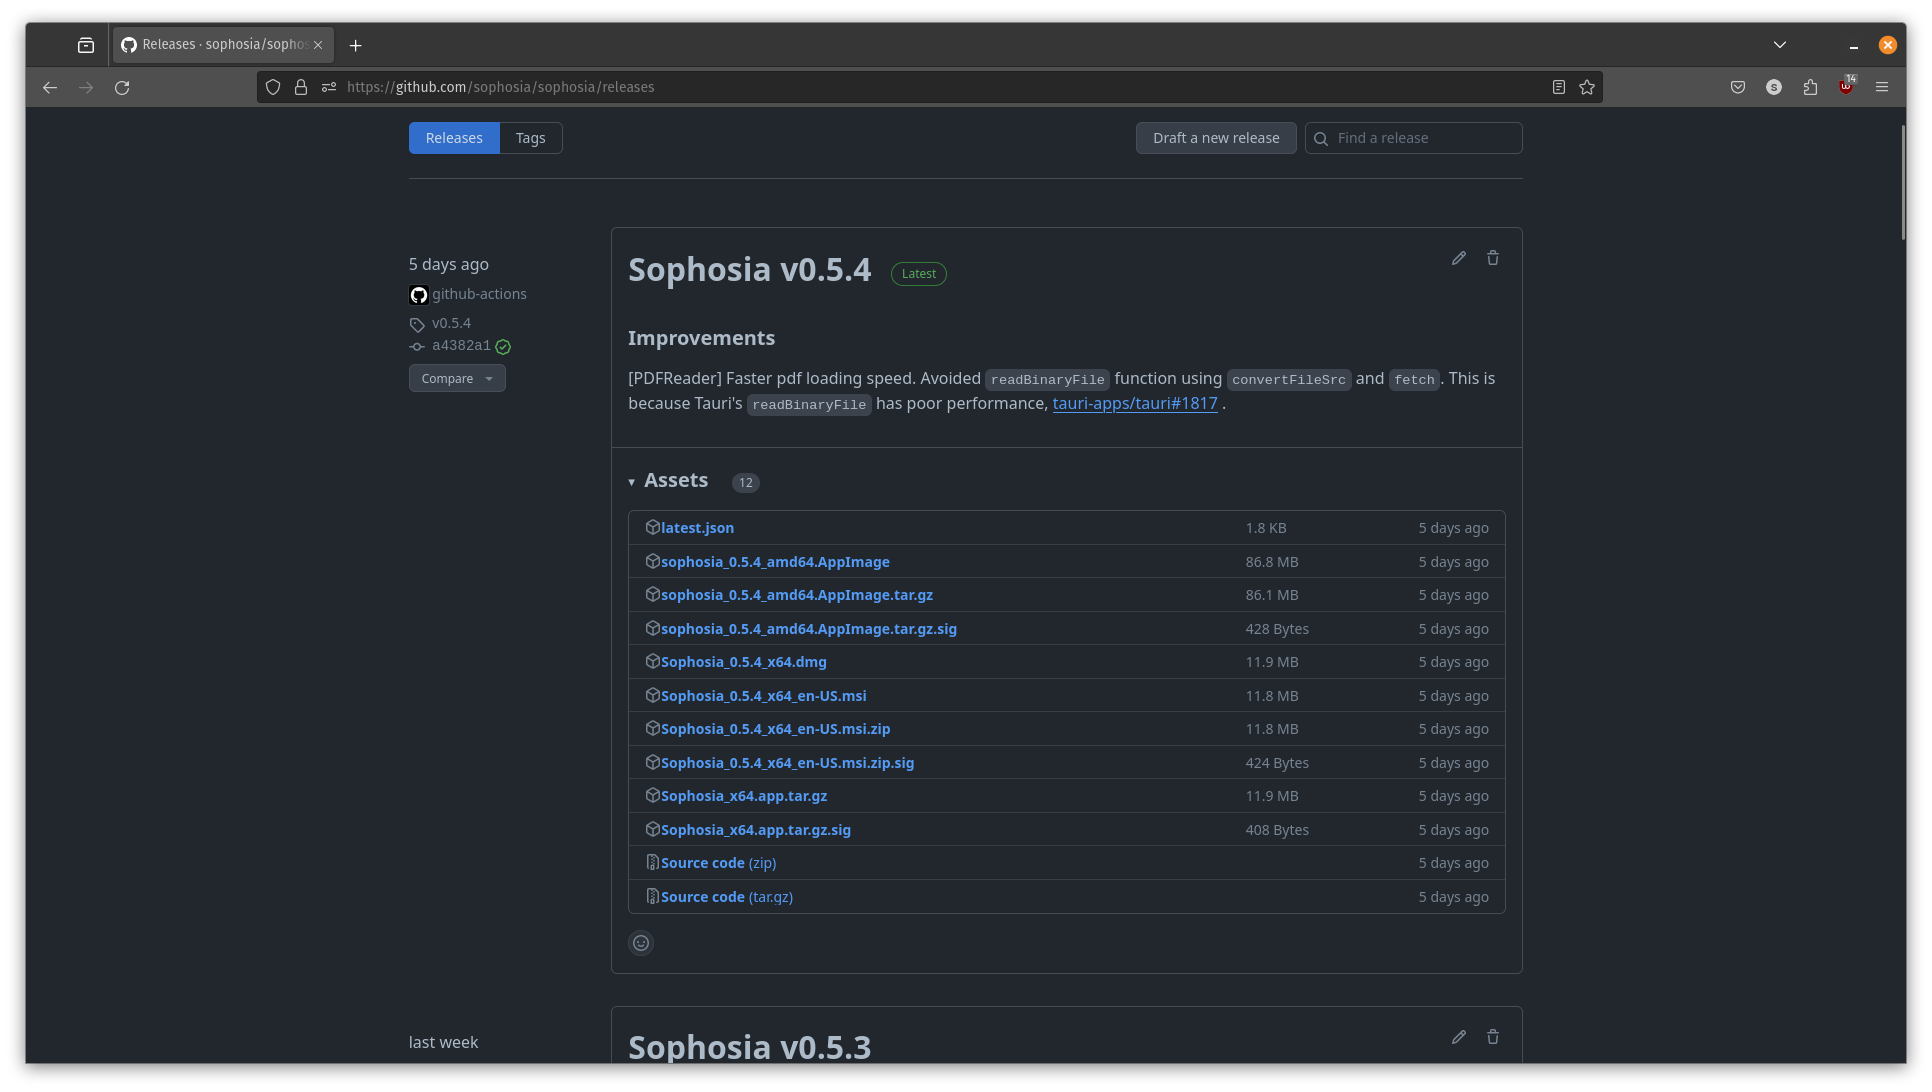 Releases · sophosia/sophos
https://github.com/sophosia/sophosia/releases
S
14
Releases
Tags
Draft a new release
Find a release
5 days ago
github-actions
v0.5.4
a4382a1
Compare
Sophosia v0.5.4
Latest
Improvements
[PDFReader] Faster pdf loading speed. Avoided readBinaryFile function using convertFileSrc and fetch. This is
because Tauri's readBinaryFile has poor performance, tauri-apps/tauri#1817 .
Assets 12
latest.json 1.8 KB 5 days ago
sophosia_0.5.4_amd64.AppImage 86.8 MB 5 days ago
sophosia_0.5.4_amd64.AppImage.tar.gz 86.1 MB 5 days ago
sophosia_0.5.4_amd64.AppImage.tar.gz.sig 428 Bytes 5 days ago
Sophosia_0.5.4_x64.dmg 11.9 MB 5 days ago
Sophosia_0.5.4_x64_en-US.msi 11.8 MB 5 days ago
Sophosia_0.5.4_x64_en-US.msi.zip 11.8 MB 5 days ago
Sophosia_0.5.4_x64_en-US.msi.zip.sig 424 Bytes 5 days ago
Sophosia_x64.app.tar.gz 11.9 MB 5 days ago
Sophosia_x64.app.tar.gz.sig 408 Bytes 5 days ago
Source code (zip) 5 days ago
Source code (tar.gz) 5 days ago
last week
Sophosia v0.5.3